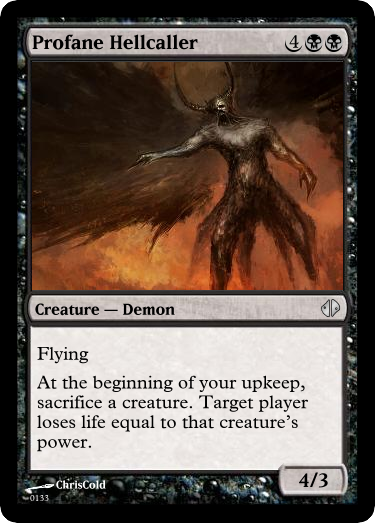 Profane Hellcaller 4
Creature — Demon
Flying
At the beginning of your upkeep,
sacrifice a creature. Target player
loses life equal to that creature's
power.
ChrisCold
4/3
0133